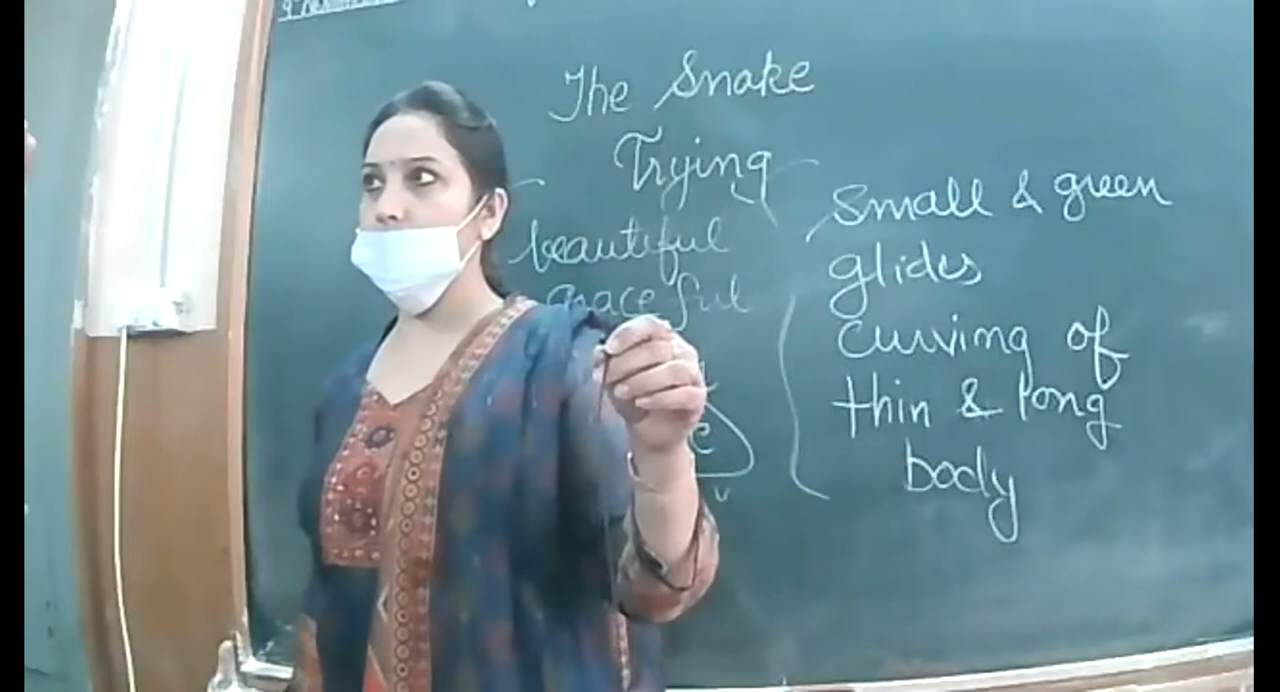 The Snake
Trying
beautiful
graceful
Small & green
glides
curving of
thin & long
body